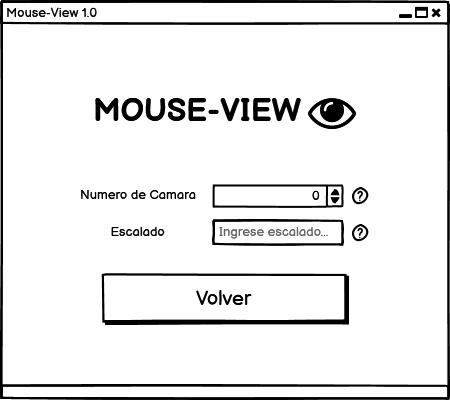 Mouse-View 1.0
MOUSE-VIEW
Numero de Camara 0 ?
Escalado Ingrese escalado... ?
Volver